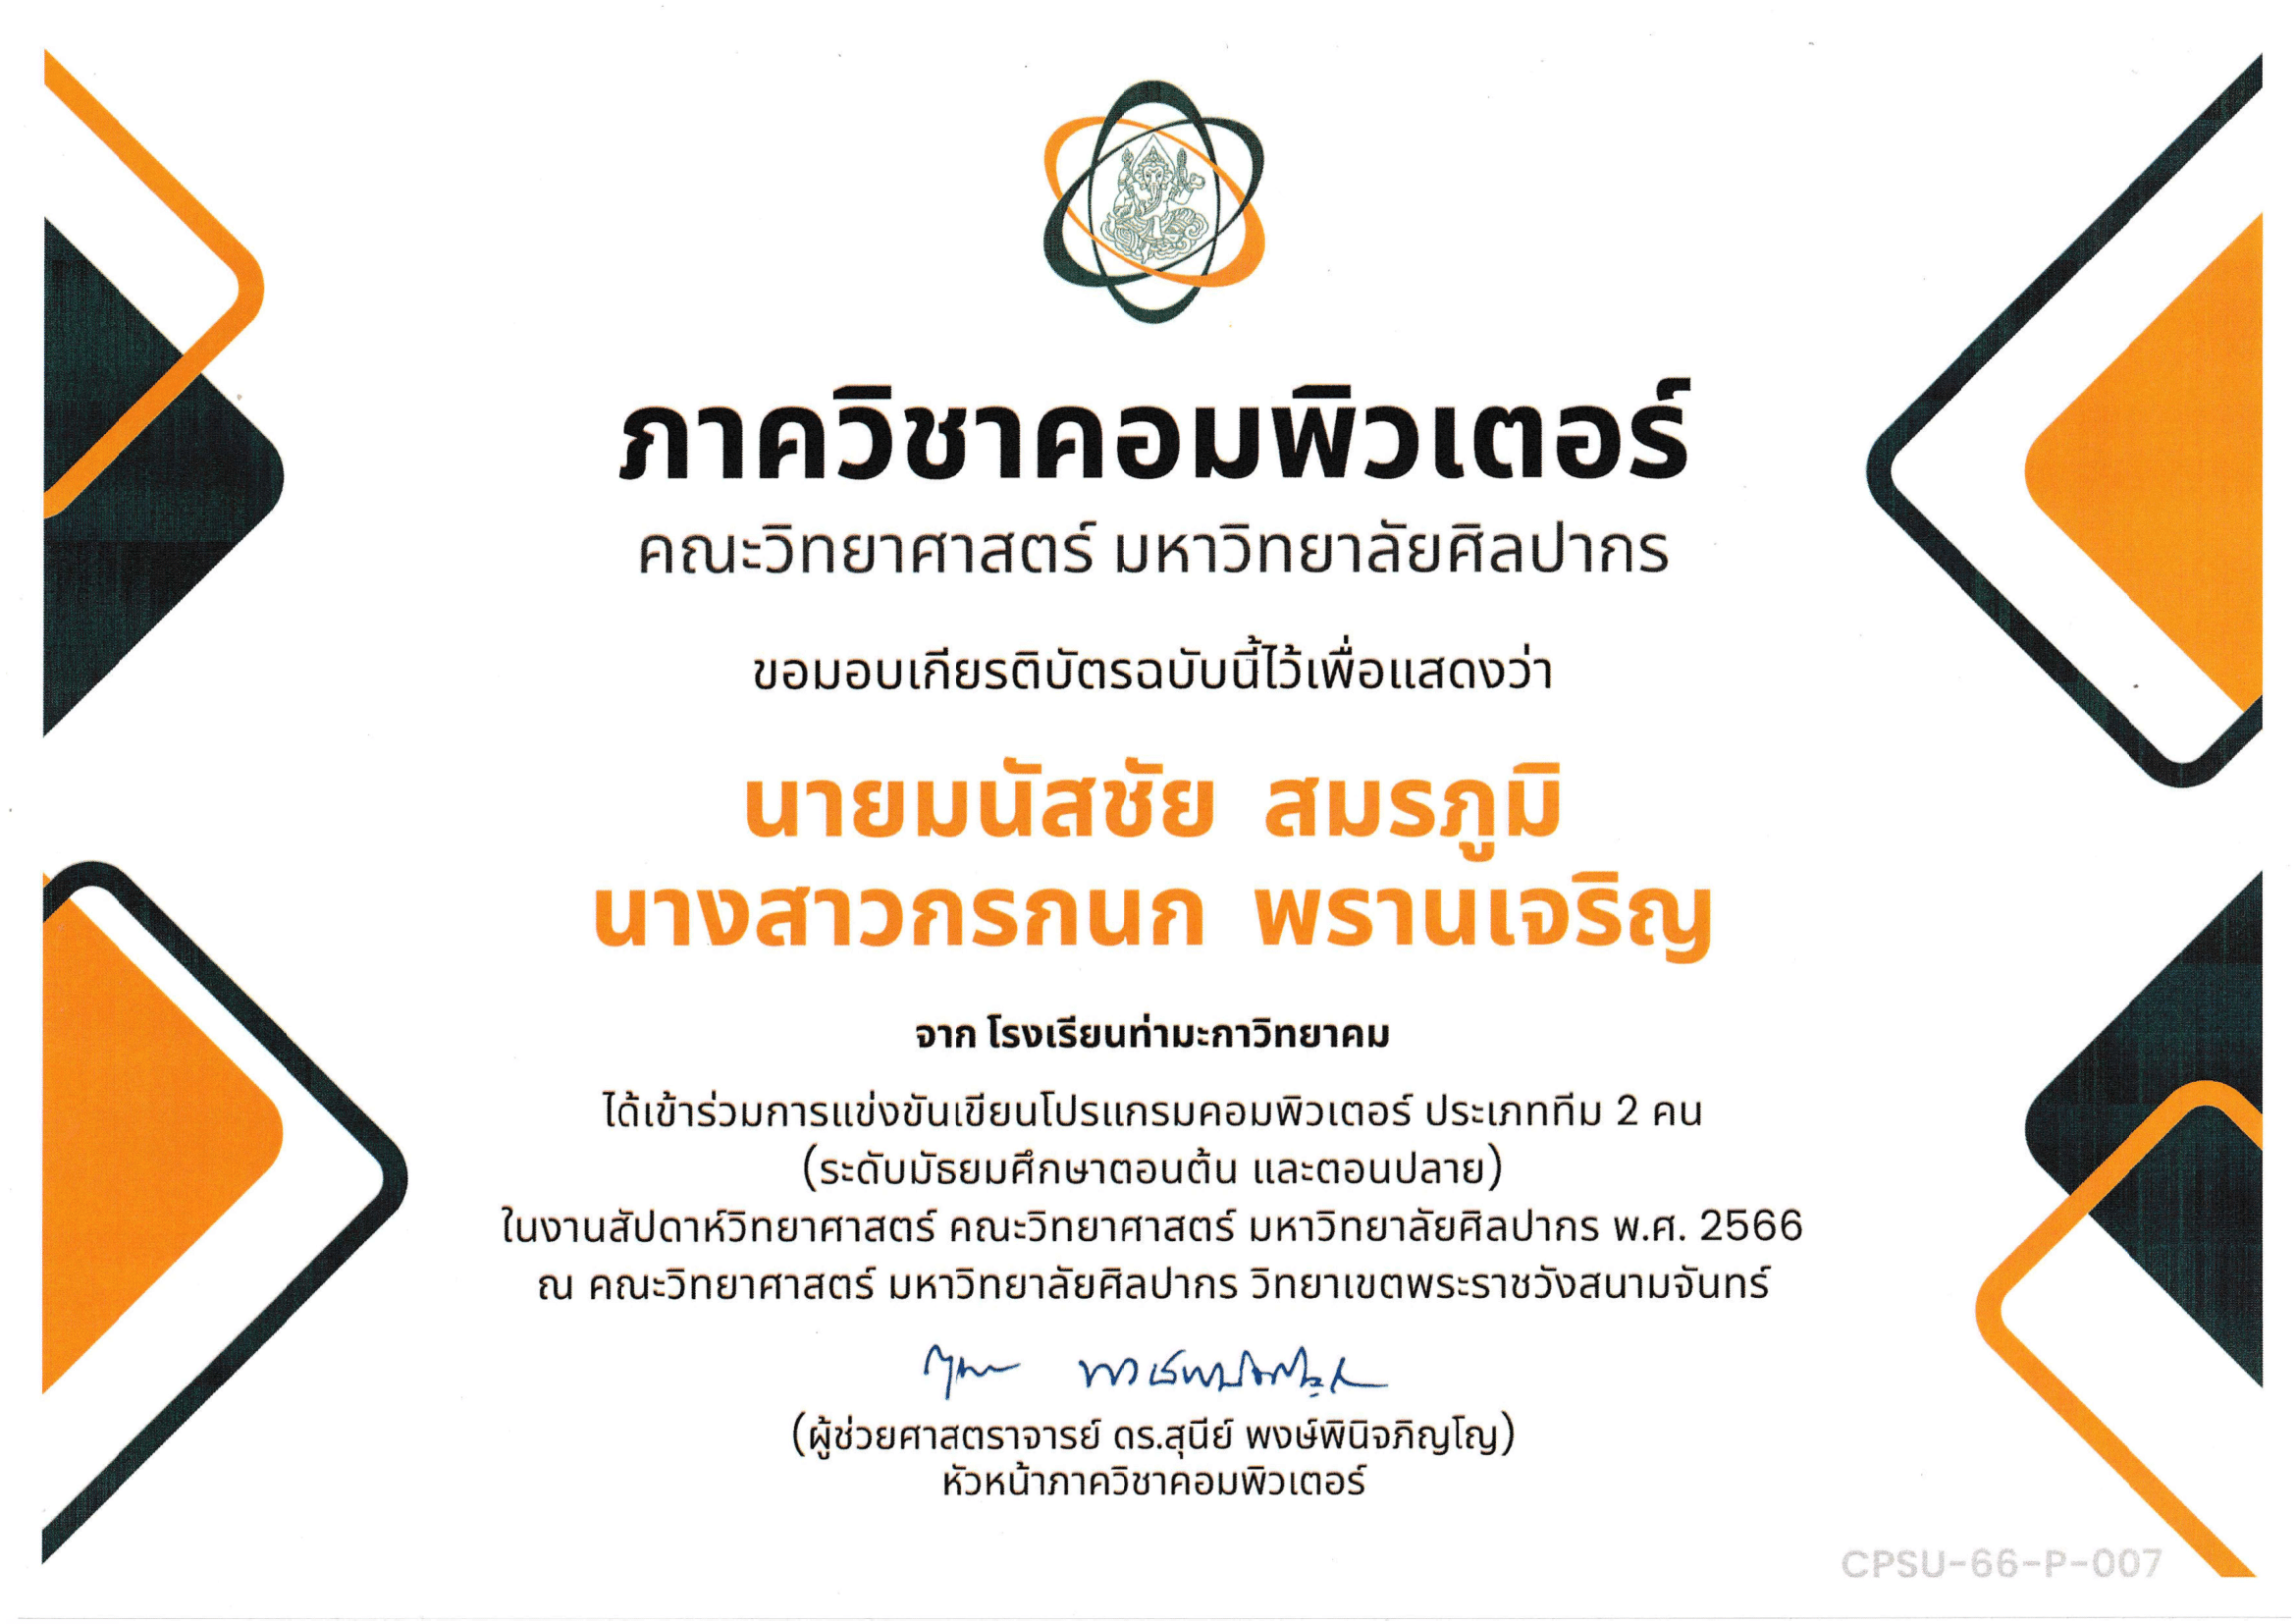 ภาควิชาคอมพิวเตอร์
คณะวิทยาศาสตร์ มหาวิทยาลัยศิลปากร
ขอมอบเกียรติบัตรฉบับนี้ไว้เพื่อแสดงว่า
นายมนัสชัย สมรภูมิ
นางสาวกรกนก พรานเจริญ
จาก โรงเรียนท่ามะกาวิทยาคม
ได้เข้าร่วมการแข่งขันเขียนโปรแกรมคอมพิวเตอร์ ประเภททีม 2 คน
(ระดับมัธยมศึกษาตอนต้น และตอนปลาย)
ในงานสัปดาห์วิทยาศาสตร์ คณะวิทยาศาสตร์ มหาวิทยาลัยศิลปากร พ.ศ. 2566
ณ คณะวิทยาศาสตร์ มหาวิทยาลัยศิลปากร วิทยาเขตพระราชวังสนามจันทร์
(ผู้ช่วยศาสตราจารย์ ดร.สุนีย์ พงษ์พินิจภิญโญ)
หัวหน้าภาควิชาคอมพิวเตอร์
CPSU-66-P-007